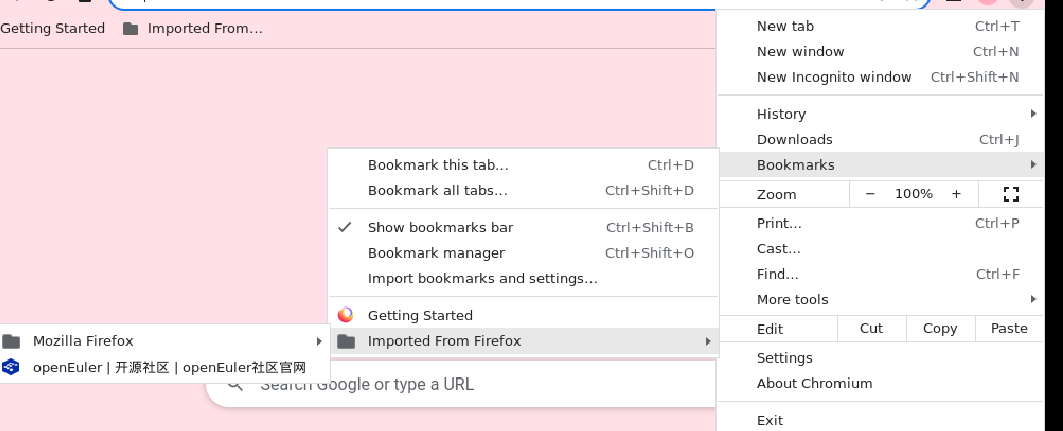 Getting Started Imported From...
New tab Ctrl+T
New window Ctrl+N
New Incognito window Ctrl+Shift+N
History
Downloads Ctrl+J
Bookmarks
Zoom − 100% +
Print... Ctrl+P
Cast...
Find... Ctrl+F
More tools
Edit Cut Copy Paste
Settings
About Chromium
Exit
Bookmark this tab... Ctrl+D
Bookmark all tabs... Ctrl+Shift+D
Show bookmarks bar Ctrl+Shift+B
Bookmark manager Ctrl+Shift+O
Import bookmarks and settings...
Getting Started
Imported From Firefox
Mozilla Firefox
openEuler | 开源社区 | openEuler社区官网
Search Google or type a URL